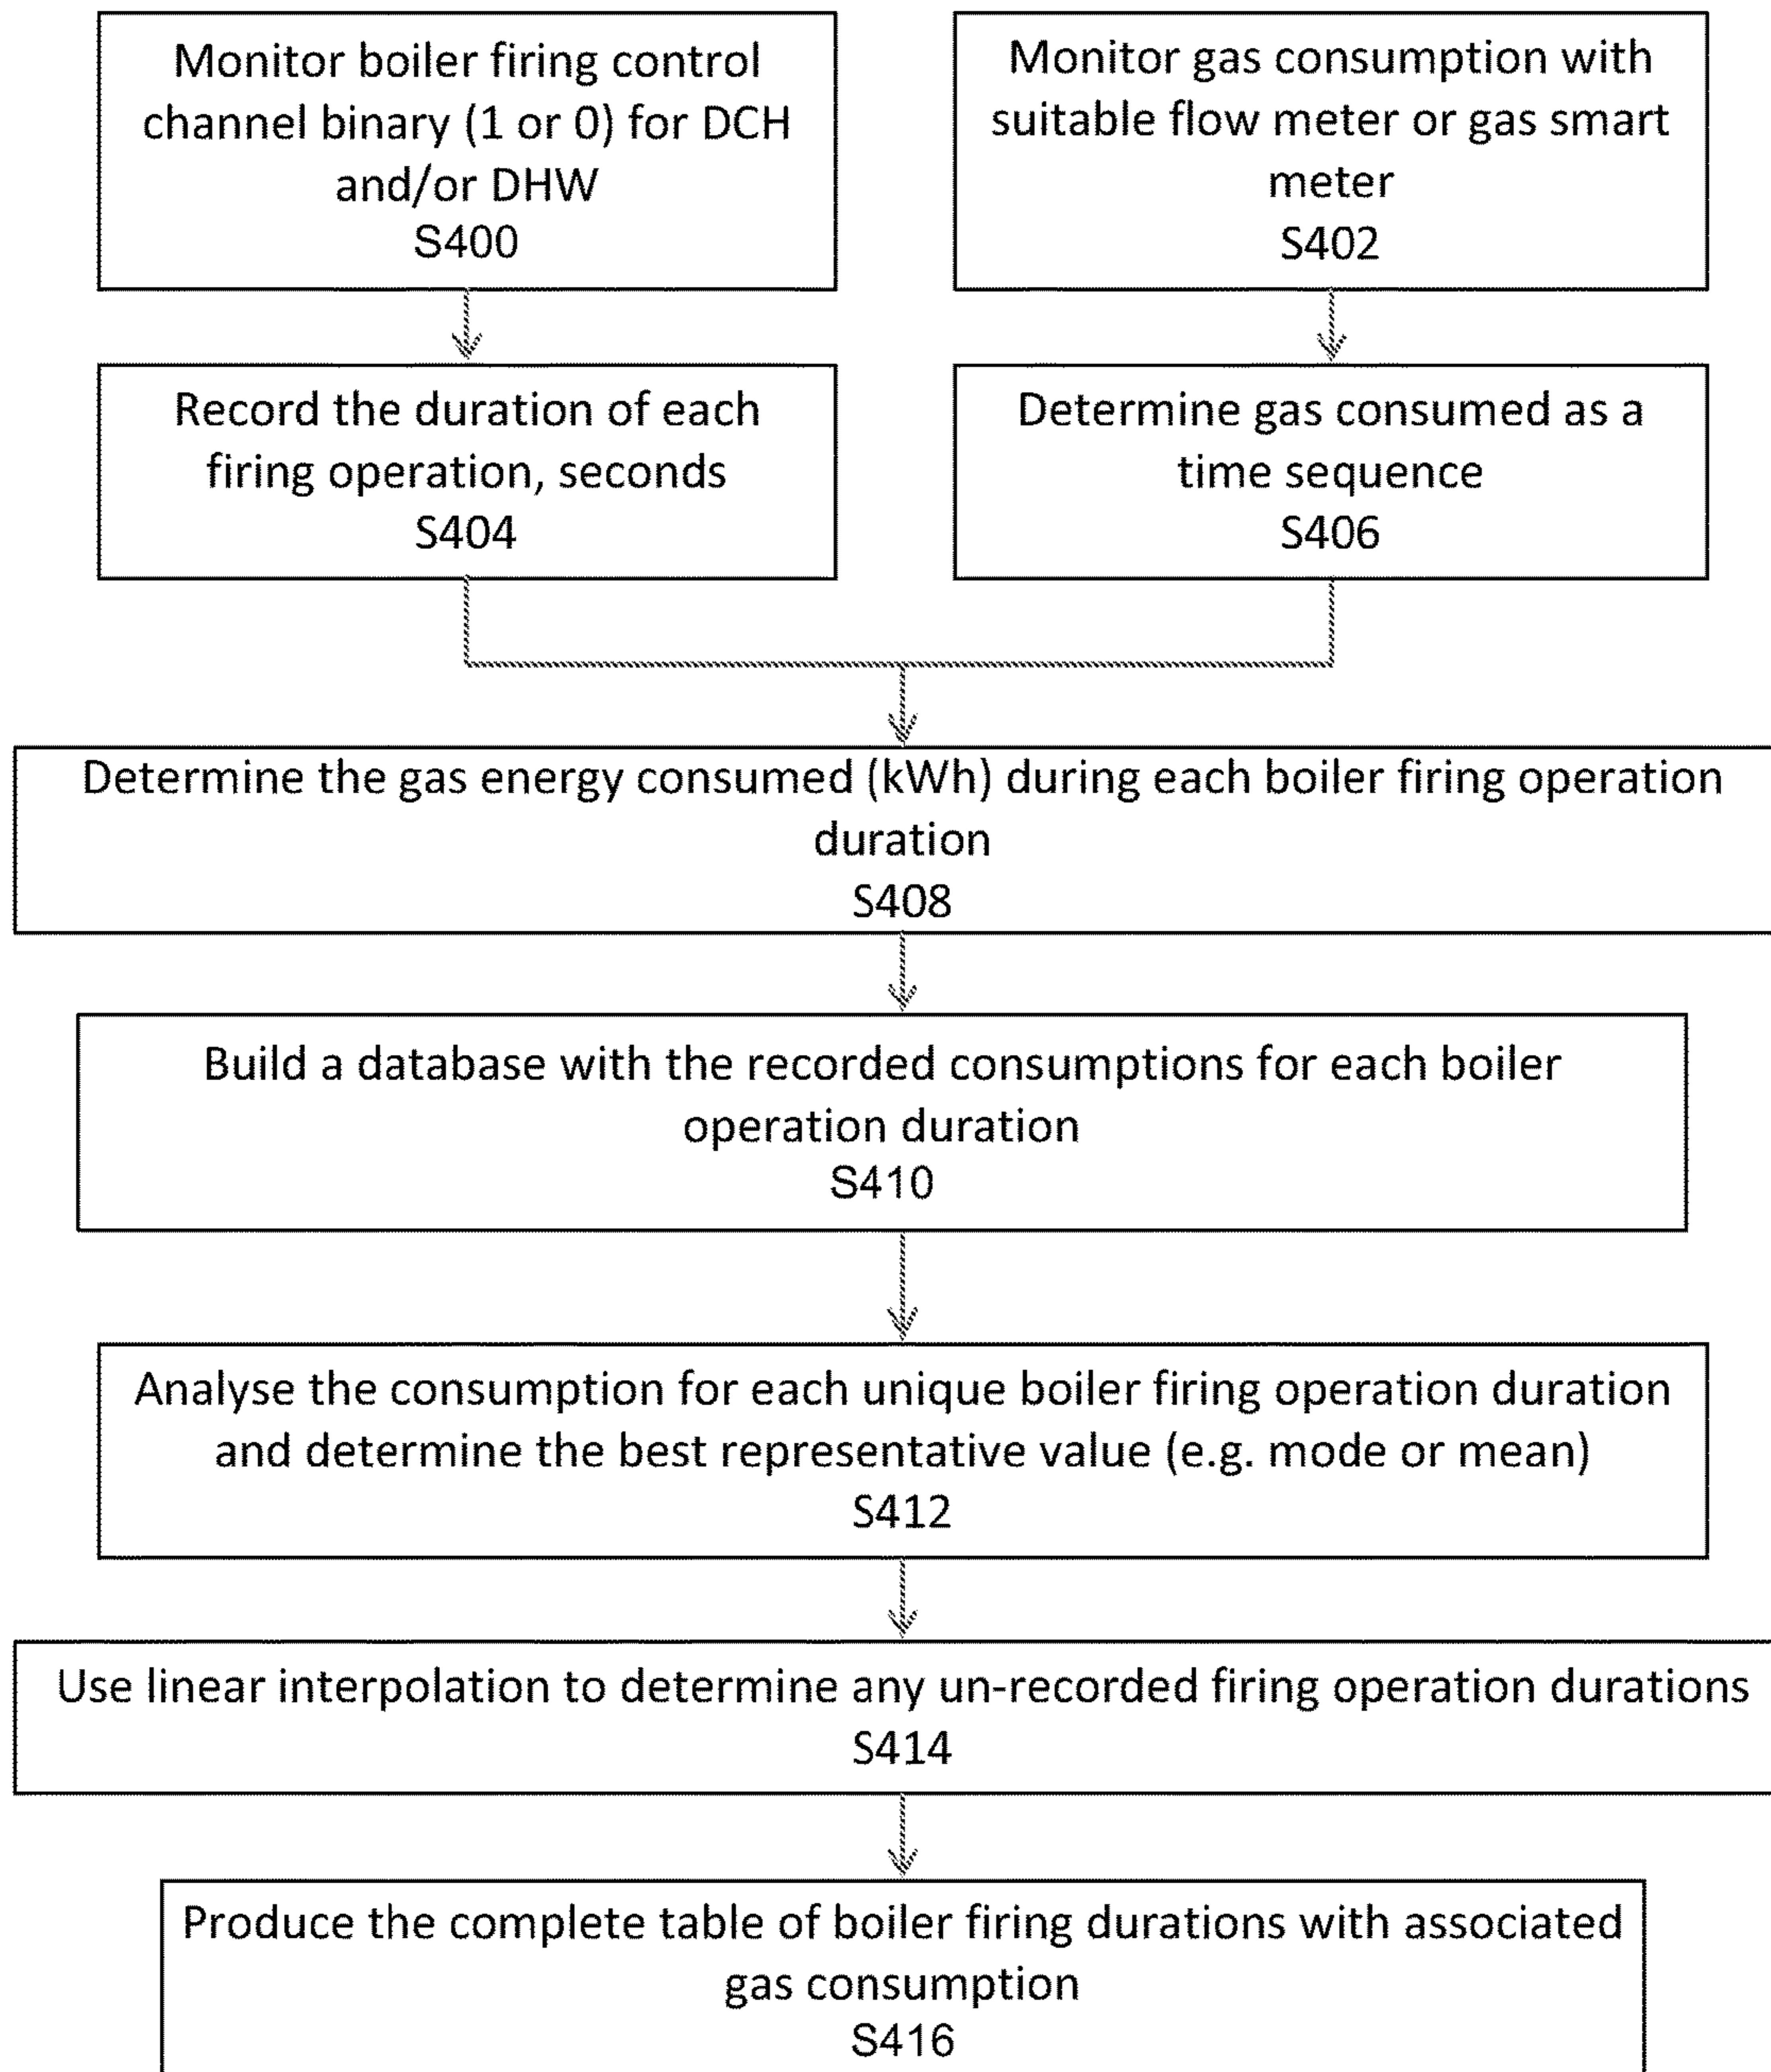 Monitor boiler firing control
channel binary (1 or 0) for DCH
and/or DHW
S400
Monitor gas consumption with
suitable flow meter or gas smart
meter
S402
Record the duration of each
firing operation, seconds
S404
Determine gas consumed as a
time sequence
S406
Determine the gas energy consumed (kWh) during each boiler firing operation
duration
S408
Build a database with the recorded consumptions for each boiler
operation duration
S410
Analyse the consumption for each unique boiler firing operation duration
and determine the best representative value (e.g. mode or mean)
S412
Use linear interpolation to determine any un-recorded firing operation durations
S414
Produce the complete table of boiler firing durations with associated
gas consumption
S416